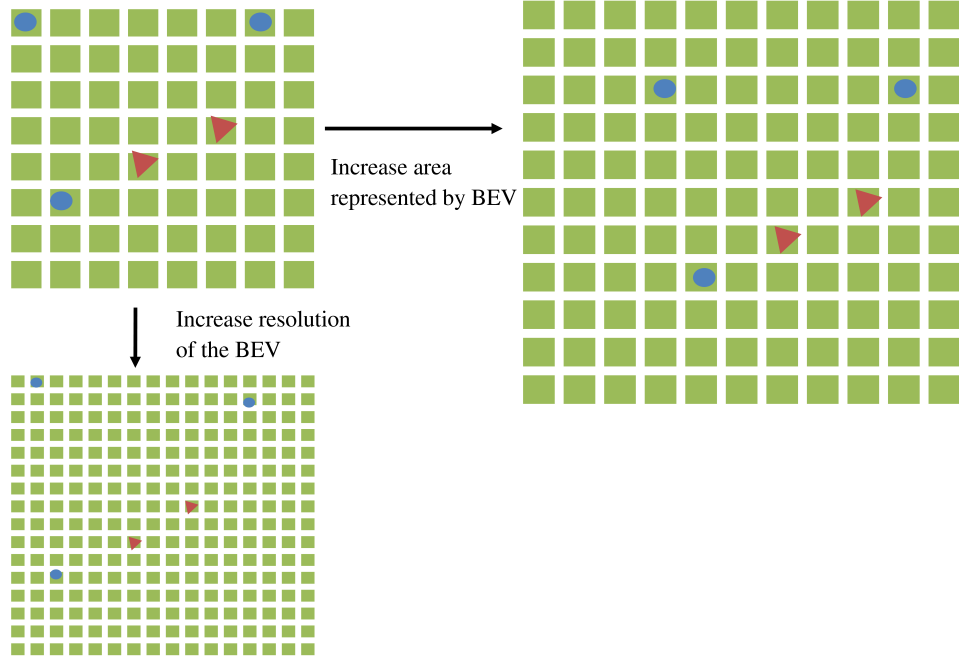 Increase area
represented by BEV
Increase resolution
of the BEV